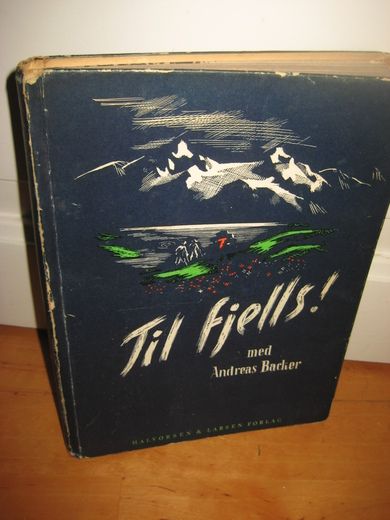 Til fjells!
med
Andreas Backer
HALVORSEN & LARSEN FORLAG